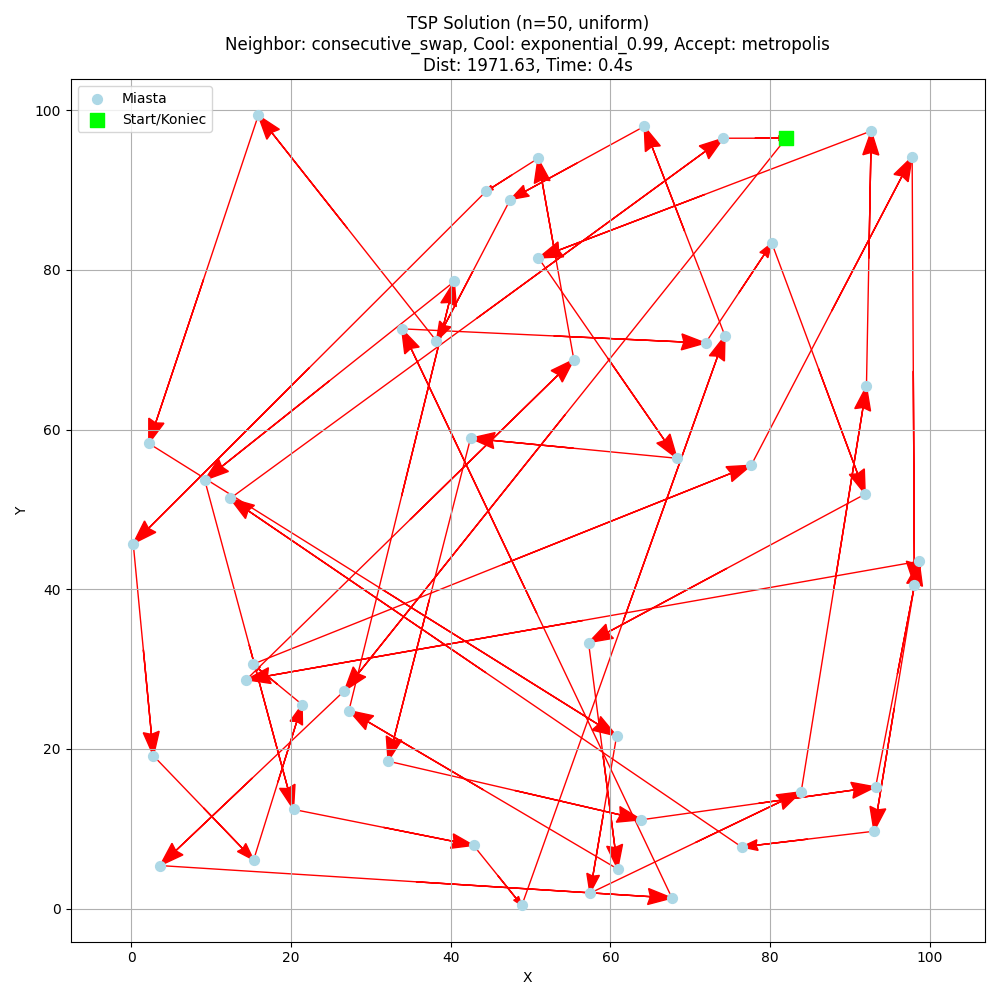 TSP Solution (n=50, uniform)
Neighbor: consecutive_swap, Cool: exponential_0.99, Accept: metropolis
Dist: 1971.63, Time: 0.4s
Miasta
Start/Koniec
100
80
60
40
20
0
Y
0 20 40 60 80 100
X